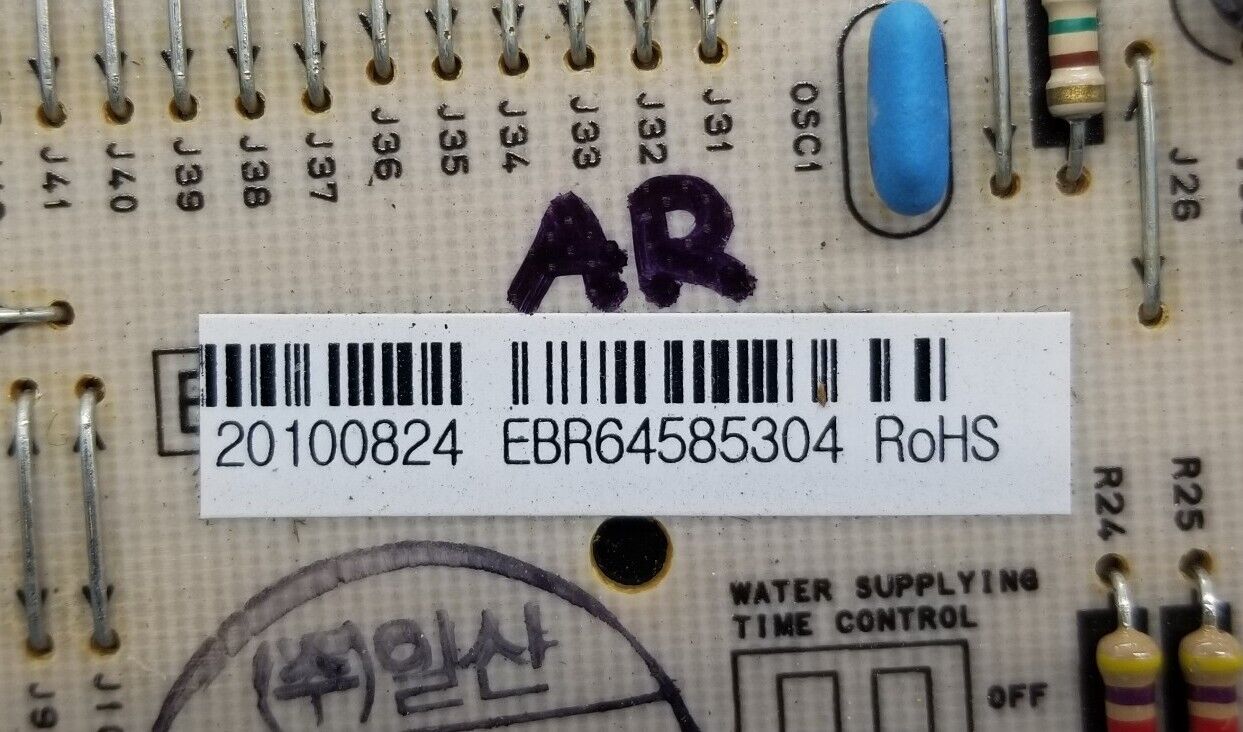 J41
J40
J39
J38
J37
J36
J35
J34
J33
J32
J31
OSC1
J26
AR
20100824 EBR64585304 RoHS
R24
R25
WATER SUPPLYING
TIME CONTROL
OFF
(주)일산
J9